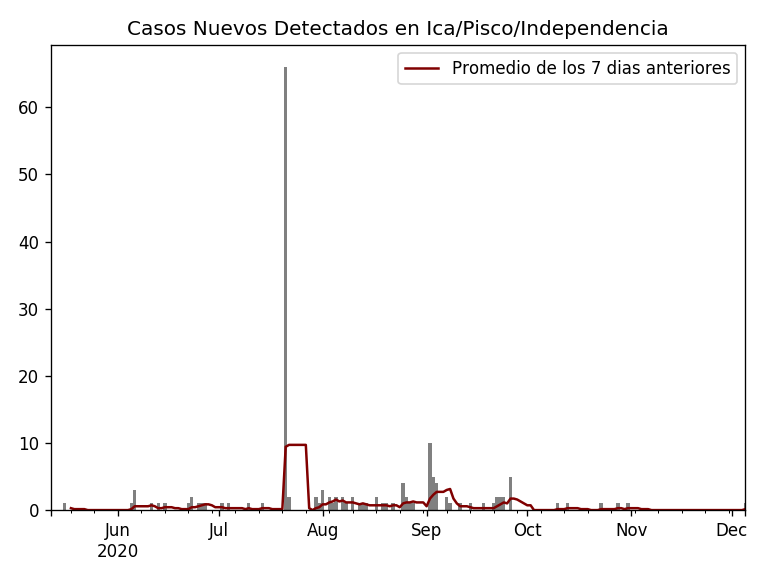 Casos Nuevos Detectados en Ica/Pisco/Independencia
Promedio de los 7 dias anteriores
60
50
40
30
20
10
0
Jun Jul Aug Sep Oct Nov Dec
2020